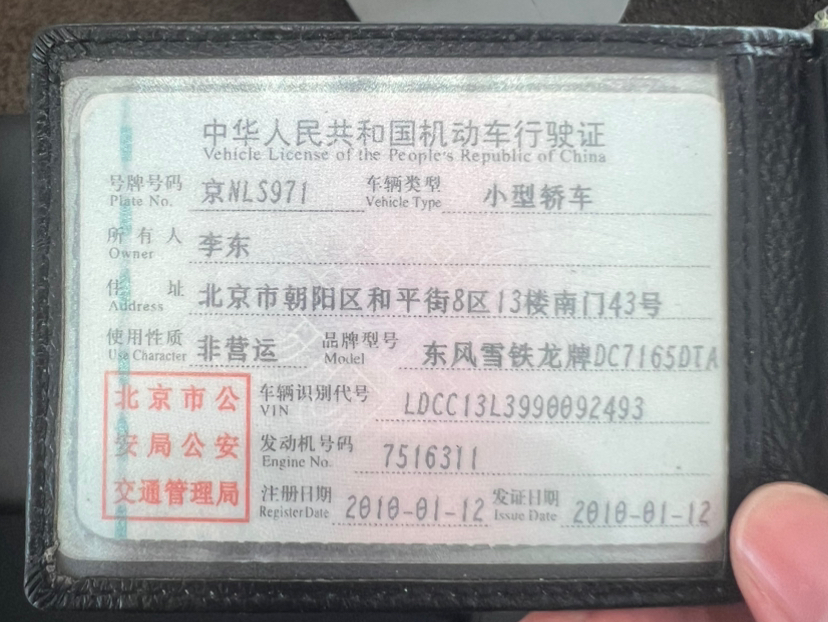 中华人民共和国机动车行驶证
Vehicle License of the People's Republic of China
号牌号码 京NLS971 车辆类型 小型轿车
Plate No. Vehicle Type
所有人 李东
Owner
住址 北京市朝阳区和平街8区13楼南门43号
Address
使用性质 非营运 品牌型号 东风雪铁龙牌DC7165DTA
Use Character Model
北京市公安局公安交通管理局
车辆识别代号 LDCC13L3990092493
VIN
发动机号码 7516311
Engine No.
注册日期 2010-01-12 发证日期 2010-01-12
Register Date Issue Date